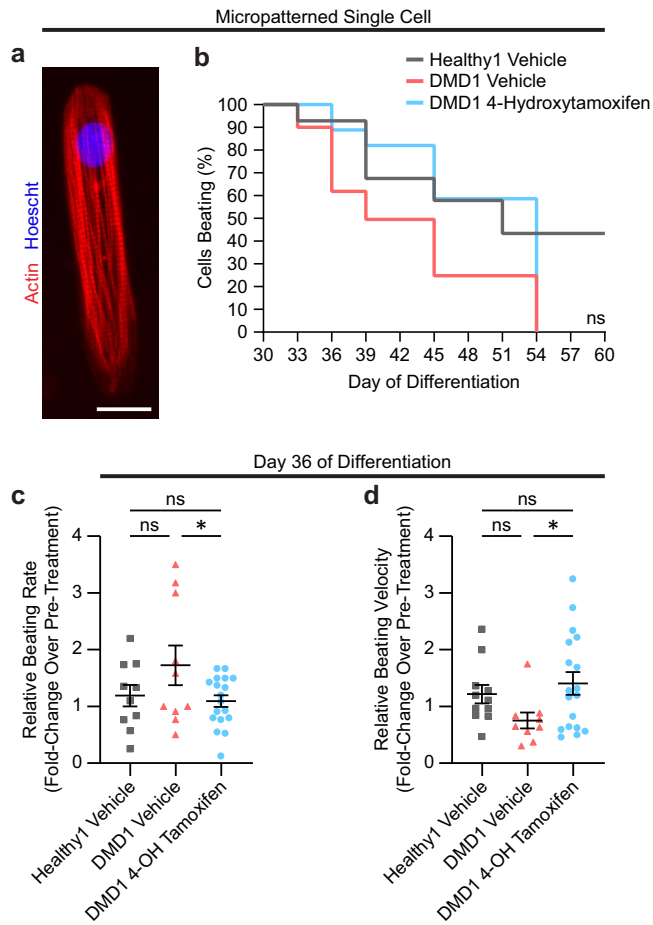 Micropatterned Single Cell
a
Actin Hoescht
b
Healthy1 Vehicle
DMD1 Vehicle
DMD1 4-Hydroxytamoxifen
Cells Beating (%)
100
90
80
70
60
50
40
30
20
10
0
ns
30 33 36 39 42 45 48 51 54 57 60
Day of Differentiation
Day 36 of Differentiation
c
ns
ns *
Relative Beating Rate
(Fold-Change Over Pre-Treatment)
4
3
2
1
0
Healthy1 Vehicle
DMD1 Vehicle
DMD1 4-OH Tamoxifen
d
ns
ns *
Relative Beating Velocity
(Fold-Change Over Pre-Treatment)
4
3
2
1
0
Healthy1 Vehicle
DMD1 Vehicle
DMD1 4-OH Tamoxifen